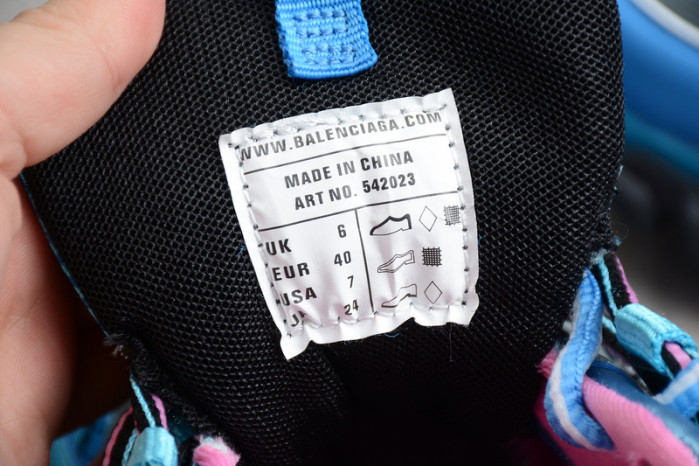 WWW.BALENCIAGA.COM
MADE IN CHINA
ART NO. 542023
UK 6
EUR 40
USA 7
24